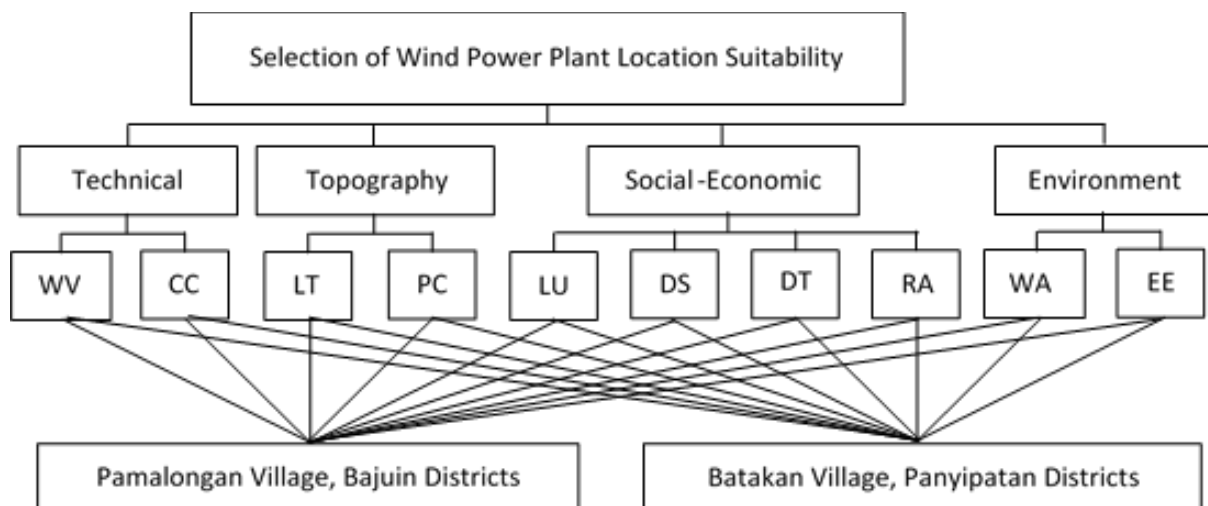 Selection of Wind Power Plant Location Suitability
Technical
Topography
Social-Economic
Environment
WV
CC
LT
PC
LU
DS
DT
RA
WA
EE
Pamalongan Village, Bajuin Districts
Batakan Village, Panyipatan Districts